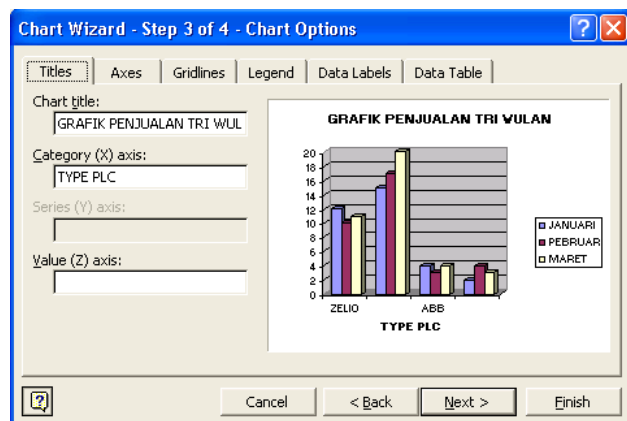 Chart Wizard - Step 3 of 4 - Chart Options
Titles Axes Gridlines Legend Data Labels Data Table
Chart title:
GRAFIK PENJUALAN TRI WUL
Category (X) axis:
TYPE PLC
Series (Y) axis:
Value (Z) axis:
GRAFIK PENJUALAN TRI WULAN
20
18
16
14
12
10
8
6
4
2
0
ZELIO ABB
TYPE PLC
JANUARI
PEBRUAR
MARET
Cancel < Back Next > Finish